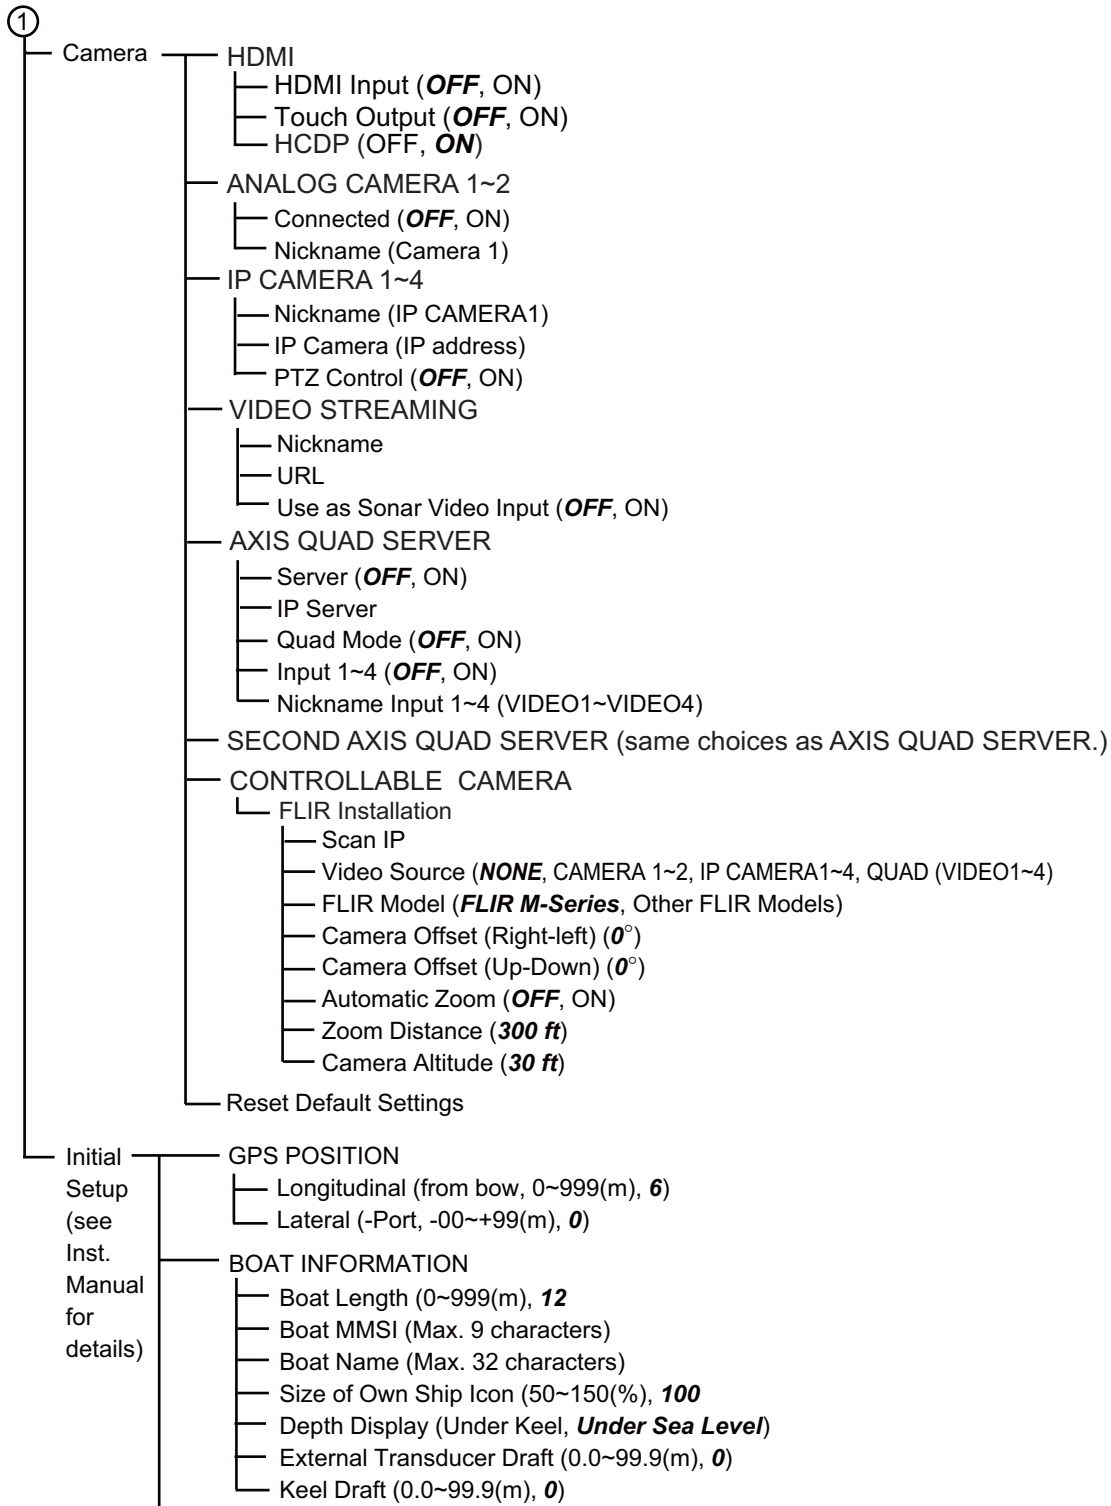 1
Camera
HDMI
HDMI Input (OFF, ON)
Touch Output (OFF, ON)
HCDP (OFF, ON)
ANALOG CAMERA 1~2
Connected (OFF, ON)
Nickname (Camera 1)
IP CAMERA 1~4
Nickname (IP CAMERA1)
IP Camera (IP address)
PTZ Control (OFF, ON)
VIDEO STREAMING
Nickname
URL
Use as Sonar Video Input (OFF, ON)
AXIS QUAD SERVER
Server (OFF, ON)
IP Server
Quad Mode (OFF, ON)
Input 1~4 (OFF, ON)
Nickname Input 1~4 (VIDEO1~VIDEO4)
SECOND AXIS QUAD SERVER (same choices as AXIS QUAD SERVER.)
CONTROLLABLE CAMERA
FLIR Installation
Scan IP
Video Source (NONE, CAMERA 1~2, IP CAMERA1~4, QUAD (VIDEO1~4)
FLIR Model (FLIR M-Series, Other FLIR Models)
Camera Offset (Right-left) (0°)
Camera Offset (Up-Down) (0°)
Automatic Zoom (OFF, ON)
Zoom Distance (300 ft)
Camera Altitude (30 ft)
Reset Default Settings
Initial
Setup
(see
Inst.
Manual
for
details)
GPS POSITION
Longitudinal (from bow, 0~999(m), 6)
Lateral (-Port, -00~+99(m), 0)
BOAT INFORMATION
Boat Length (0~999(m), 12
Boat MMSI (Max. 9 characters)
Boat Name (Max. 32 characters)
Size of Own Ship Icon (50~150(%), 100
Depth Display (Under Keel, Under Sea Level)
External Transducer Draft (0.0~99.9(m), 0)
Keel Draft (0.0~99.9(m), 0)